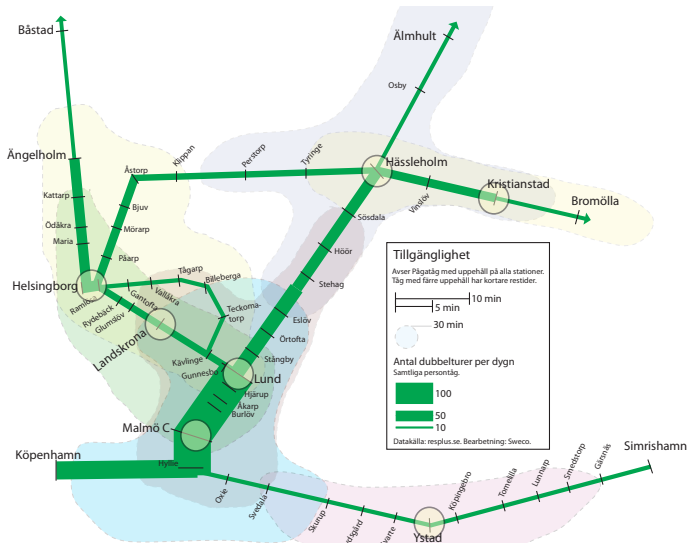 Båstad
Älmhult
Osby
Ängelholm
Åstorp
Klippan
Perstorp
Tyringe
Hässleholm
Kristianstad
Vinslöv
Bromölla
Kattarp
Ödåkra
Maria
Bjuv
Mörarp
Påarp
Sösdala
Höör
Stehag
Helsingborg
Ramlösa
Rydebäck
Glumslöv
Gantofta
Vallåkra
Tågarp
Billeberga
Teckoma-
torp
Landskrona
Kävlinge
Gunnesbo
Eslöv
Örtofta
Stångby
Lund
Hjärup
Åkarp
Burlöv
Malmö C
Köpenhamn
Hyllie
Oxie
Svedala
Skurup
Ystad
Köpingebro
Tomelilla
Lunnarp
Smedstorp
Gärsnäs
Simrishamn
Tillgänglighet
Avser Pågatåg med uppehåll på alla stationer.
Tåg med färre uppehåll har kortare restider.
10 min
5 min
30 min
Antal dubbelturer per dygn
Samtliga persontåg.
100
50
10
Datakälla: resplus.se. Bearbetning: Sweco.